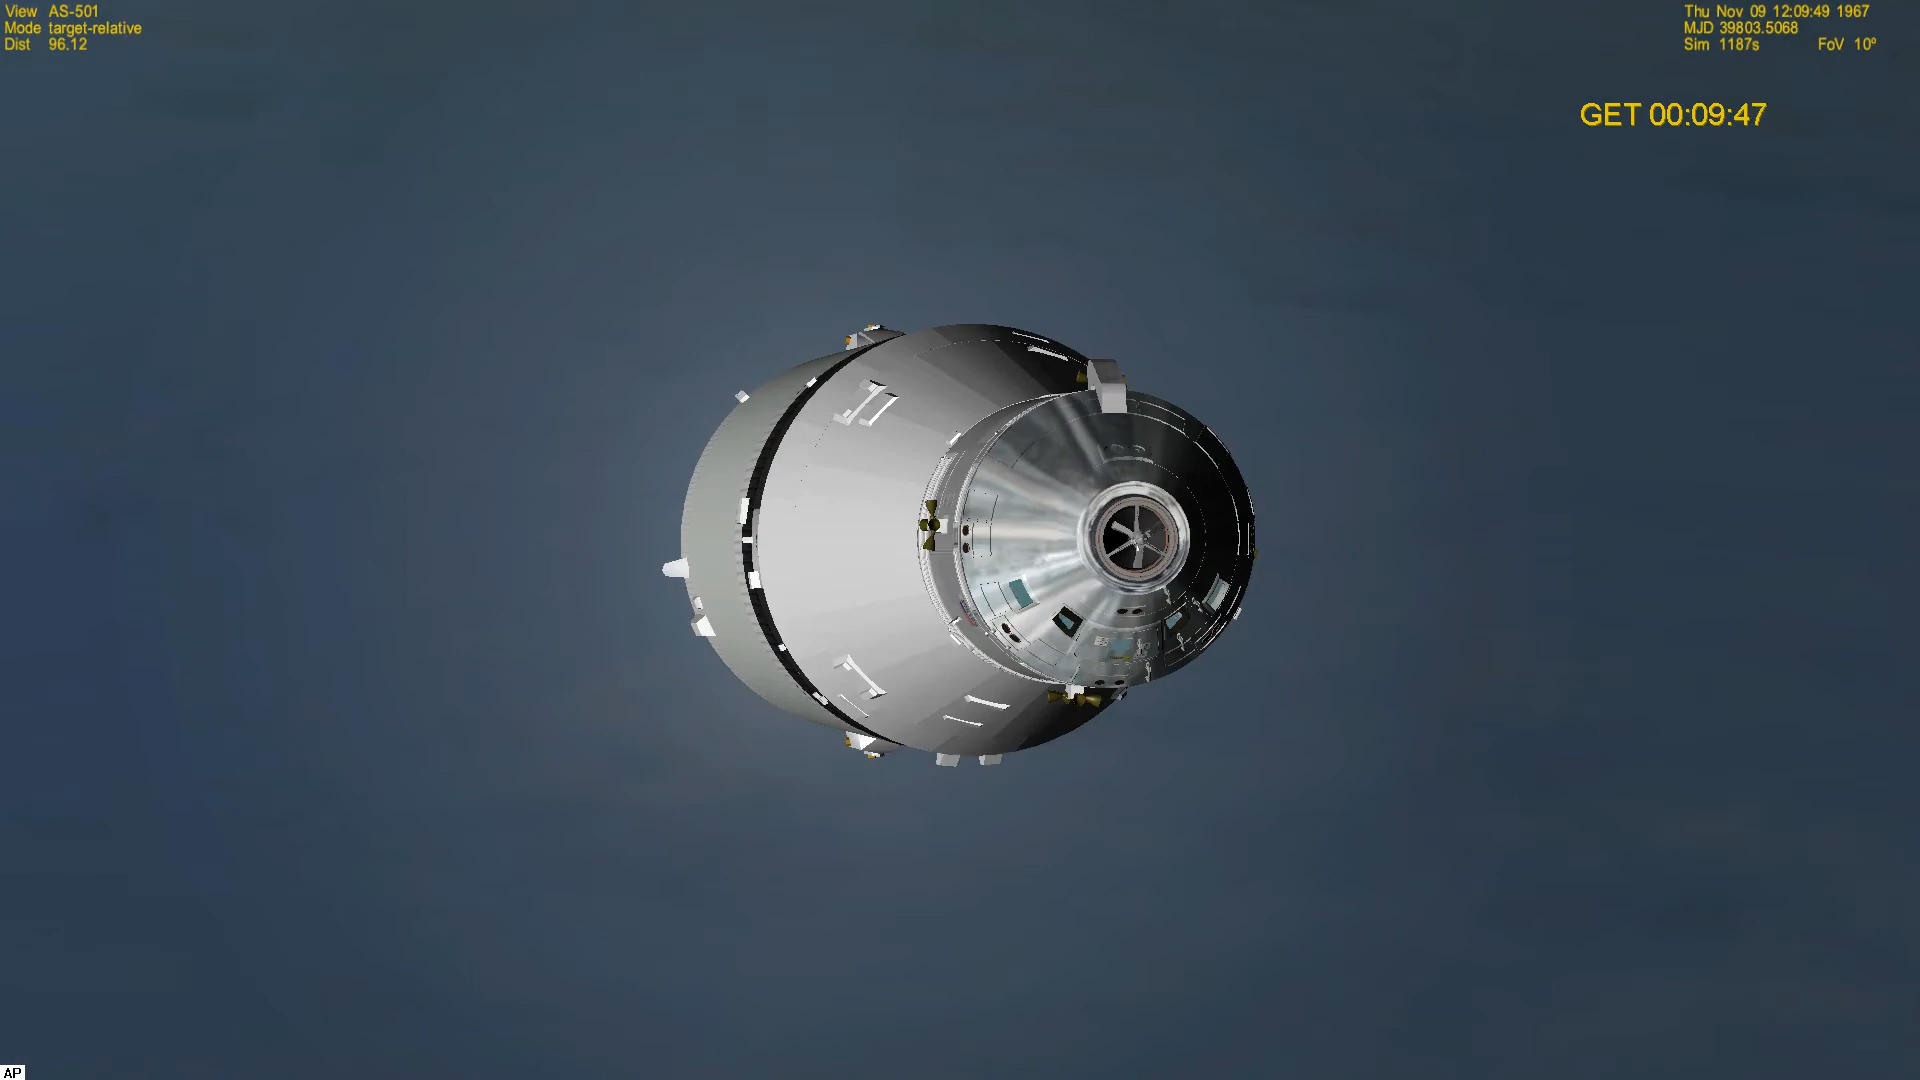 View AS-501
Mode target-relative
Dist 96.12
Thu Nov 09 12:09:49 1967
MJD 39803.5068
Sim 1187s FoV 10°
GET 00:09:47
AP